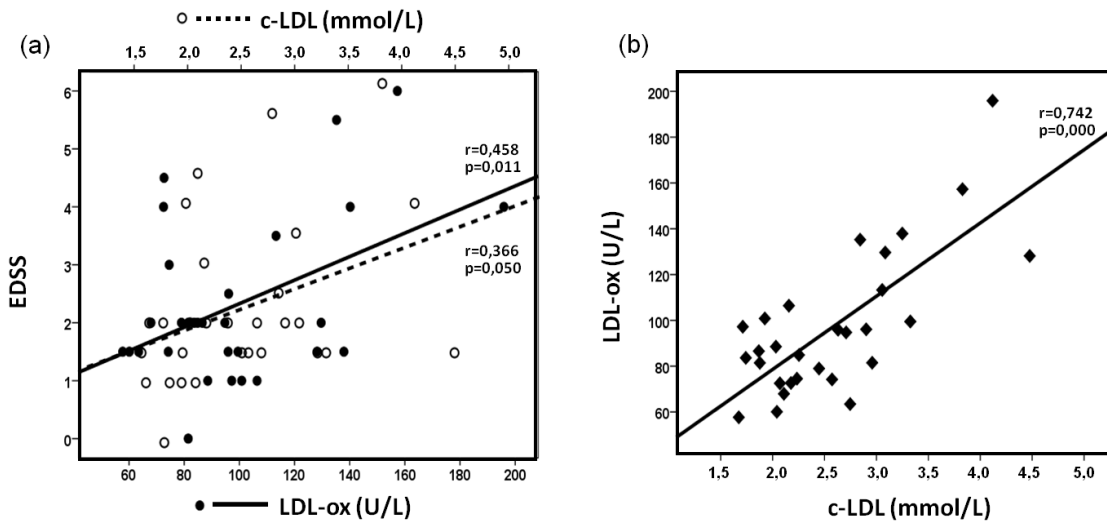 (a)
c-LDL (mmol/L)
1,5 2,0 2,5 3,0 3,5 4,0 4,5 5,0
EDSS
6
5
4
3
2
1
0
r=0,458
p=0,011
r=0,366
p=0,050
60 80 100 120 140 160 180 200
LDL-ox (U/L)
(b)
LDL-ox (U/L)
200
180
160
140
120
100
80
60
r=0,742
p=0,000
1,5 2,0 2,5 3,0 3,5 4,0 4,5 5,0
c-LDL (mmol/L)